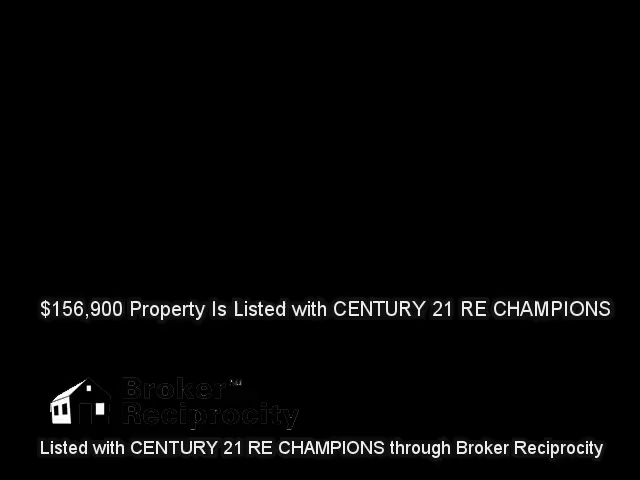 $156,900 Property Is Listed with CENTURY 21 RE CHAMPIONS
Broker
Reciprocity
Listed with CENTURY 21 RE CHAMPIONS through Broker Reciprocity